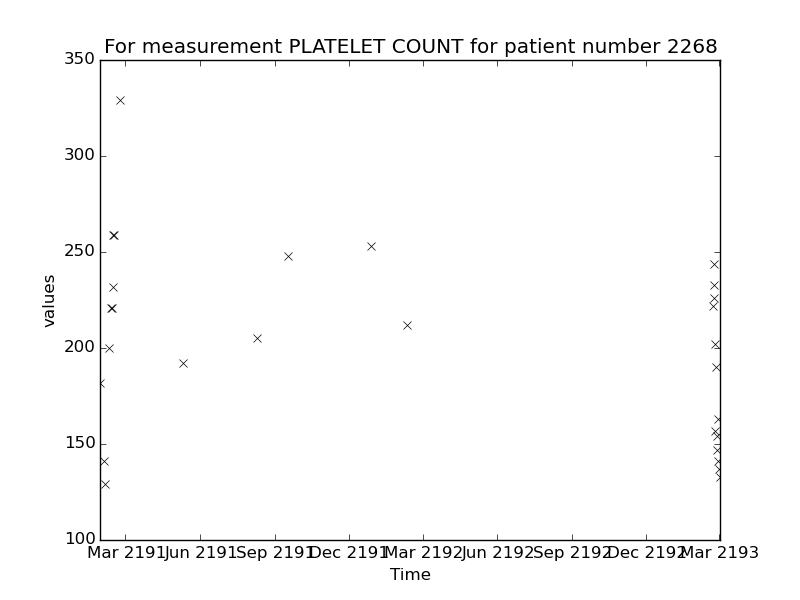 For measurement PLATELET COUNT for patient number 2268
350
300
250
200
150
100
values
Mar 2191 Jun 2191 Sep 2191 Dec 2191 Mar 2192 Jun 2192 Sep 2192 Dec 2192 Mar 2193
Time